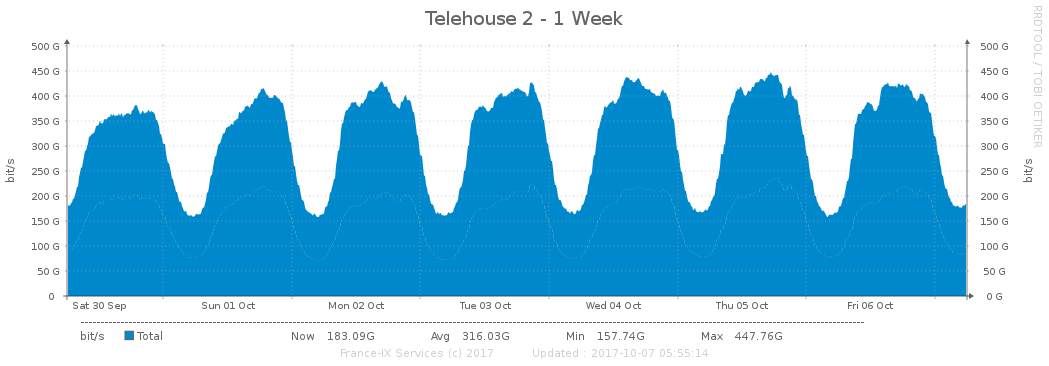 Telehouse 2 - 1 Week
RRDTOOL / TOBI OETIKER
500 G 500 G
450 G 450 G
400 G 400 G
350 G 350 G
300 G 300 G
250 G 250 G
200 G 200 G
150 G 150 G
100 G 100 G
50 G 50 G
0 0 G
bit/s bit/s
Sat 30 Sep Sun 01 Oct Mon 02 Oct Tue 03 Oct Wed 04 Oct Thu 05 Oct Fri 06 Oct
bit/s Total Now 183.09G Avg 316.03G Min 157.74G Max 447.76G
France-IX Services (c) 2017 Updated : 2017-10-07 05:55:14